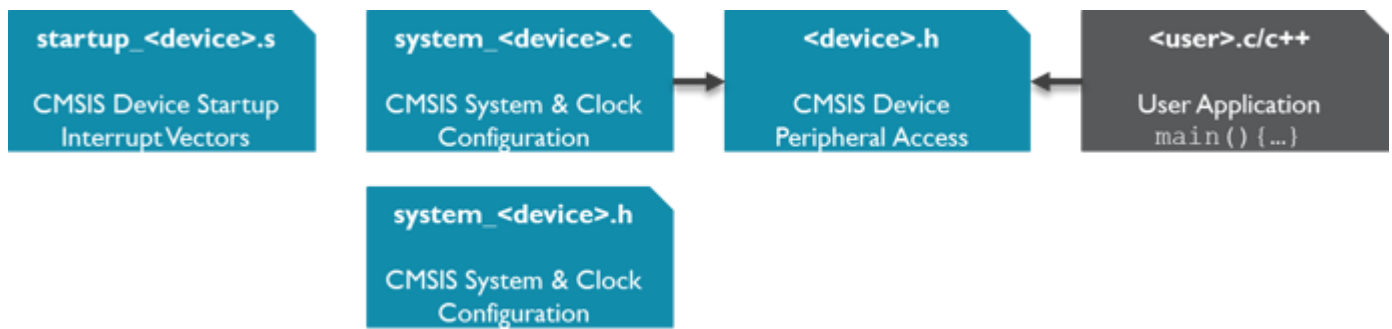 startup_<device>.s
CMSIS Device Startup
Interrupt Vectors
system_<device>.c
CMSIS System & Clock
Configuration
<device>.h
CMSIS Device
Peripheral Access
<user>.c/c++
User Application
main(){…}
system_<device>.h
CMSIS System & Clock
Configuration